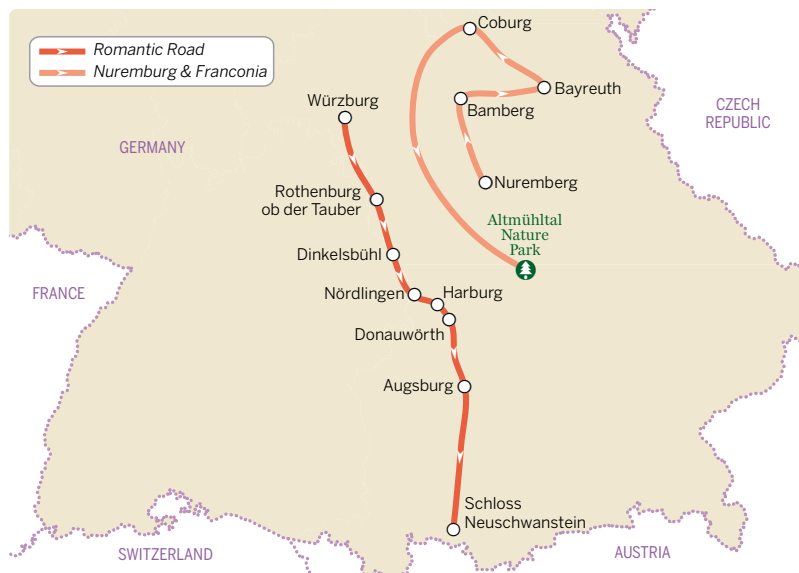 Romantic Road
Nuremburg & Franconia
Coburg
Bayreuth
Bamberg
Würzburg
CZECH
REPUBLIC
GERMANY
Nuremberg
Rothenburg
ob der Tauber
Altmühltal
Nature
Park
Dinkelsbühl
FRANCE
Nördlingen
Harburg
Donauwörth
Augsburg
Schloss
Neuschwanstein
SWITZERLAND
AUSTRIA